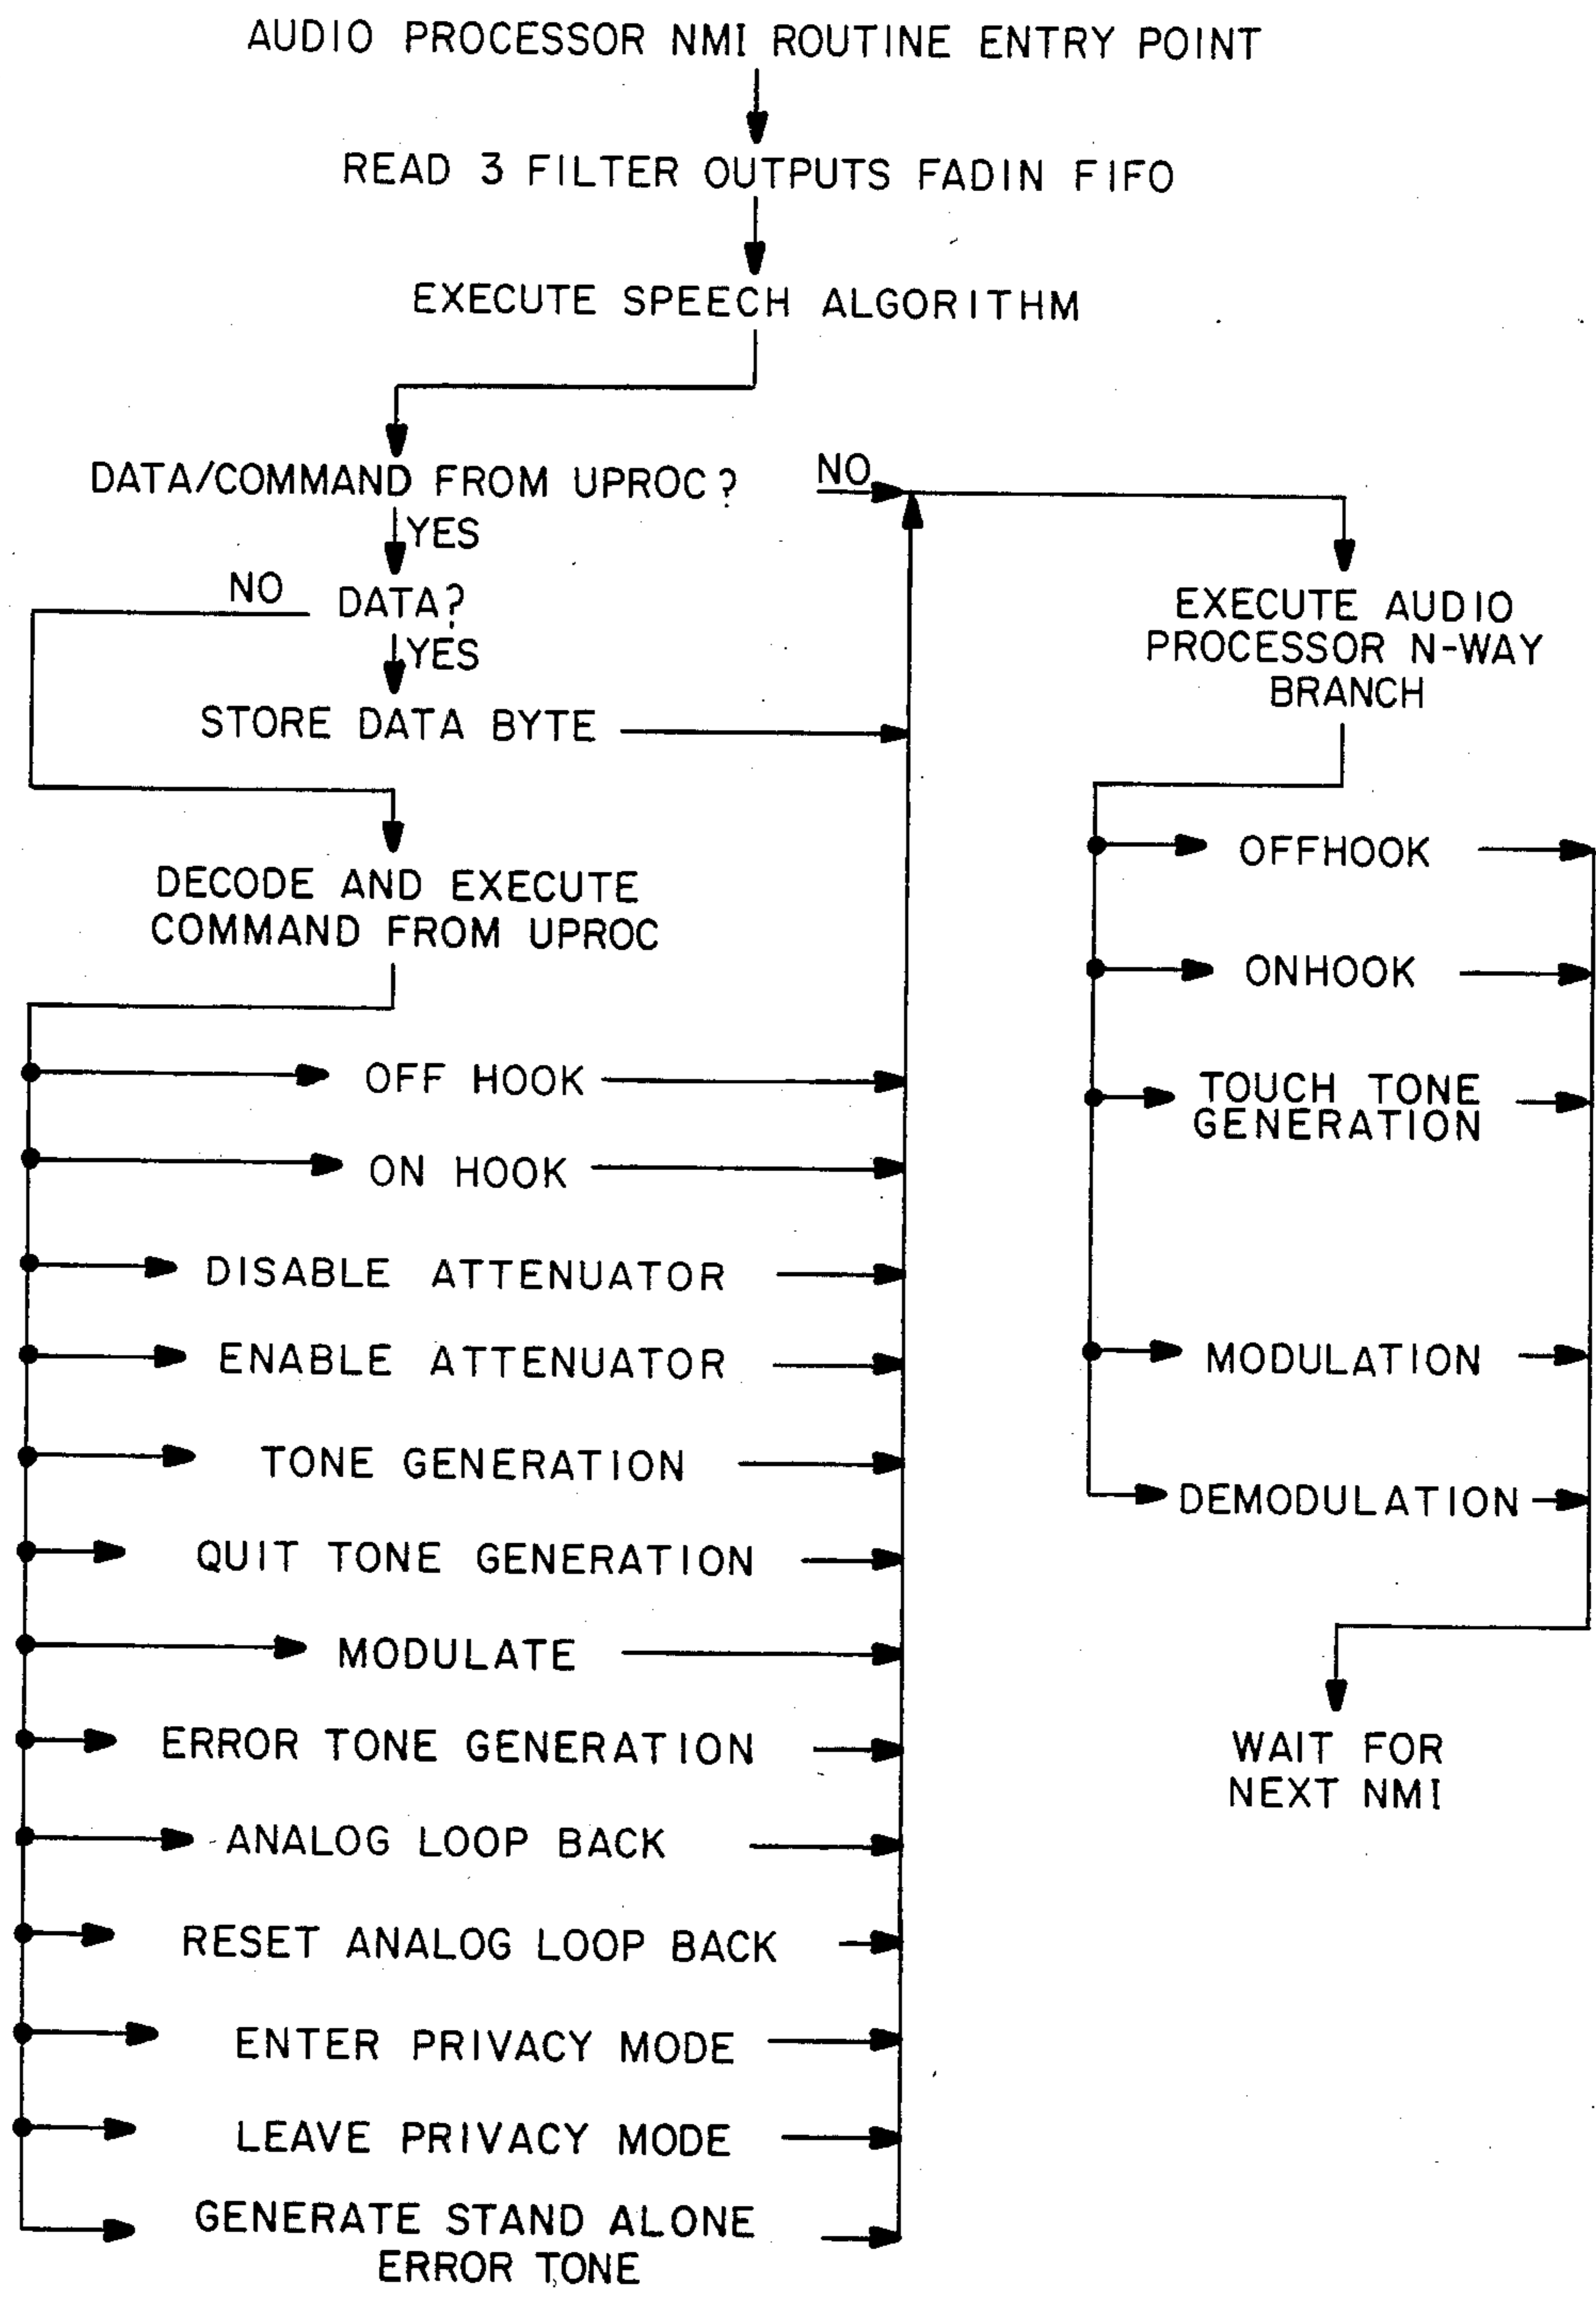 AUDIO PROCESSOR NMI ROUTINE ENTRY POINT
READ 3 FILTER OUTPUTS FADIN FIFO
EXECUTE SPEECH ALGORITHM
DATA/COMMAND FROM UPROC?
NO
YES
NO
DATA?
YES
STORE DATA BYTE
DECODE AND EXECUTE
COMMAND FROM UPROC
OFF HOOK
ON HOOK
DISABLE ATTENUATOR
ENABLE ATTENUATOR
TONE GENERATION
QUIT TONE GENERATION
MODULATE
ERROR TONE GENERATION
ANALOG LOOP BACK
RESET ANALOG LOOP BACK
ENTER PRIVACY MODE
LEAVE PRIVACY MODE
GENERATE STAND ALONE
ERROR TONE
EXECUTE AUDIO
PROCESSOR N-WAY
BRANCH
OFFHOOK
ONHOOK
TOUCH TONE
GENERATION
MODULATION
DEMODULATION
WAIT FOR
NEXT NMI